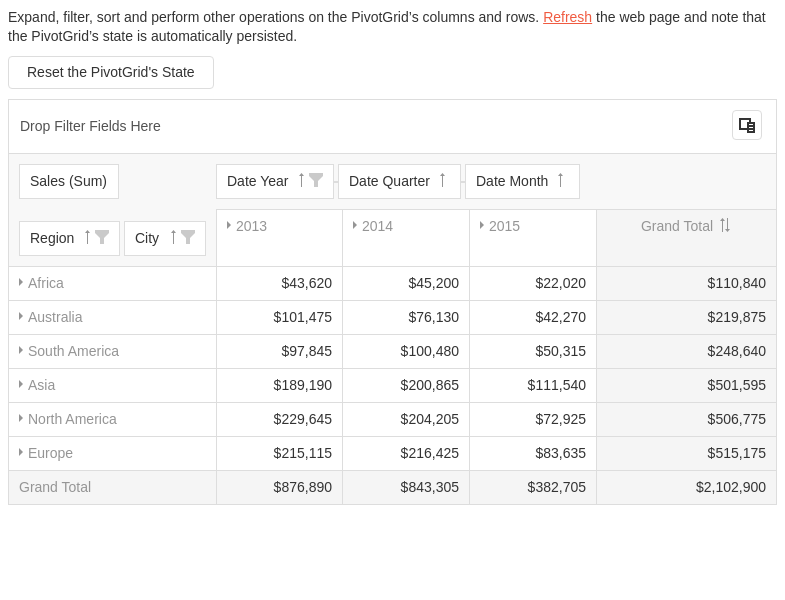 Expand, filter, sort and perform other operations on the PivotGrid’s columns and rows. Refresh the web page and note that
the PivotGrid’s state is automatically persisted.
Reset the PivotGrid's State
Drop Filter Fields Here
Sales (Sum) Date Year Date Quarter Date Month
Region City 2013 2014 2015 Grand Total
Africa $43,620 $45,200 $22,020 $110,840
Australia $101,475 $76,130 $42,270 $219,875
South America $97,845 $100,480 $50,315 $248,640
Asia $189,190 $200,865 $111,540 $501,595
North America $229,645 $204,205 $72,925 $506,775
Europe $215,115 $216,425 $83,635 $515,175
Grand Total $876,890 $843,305 $382,705 $2,102,900